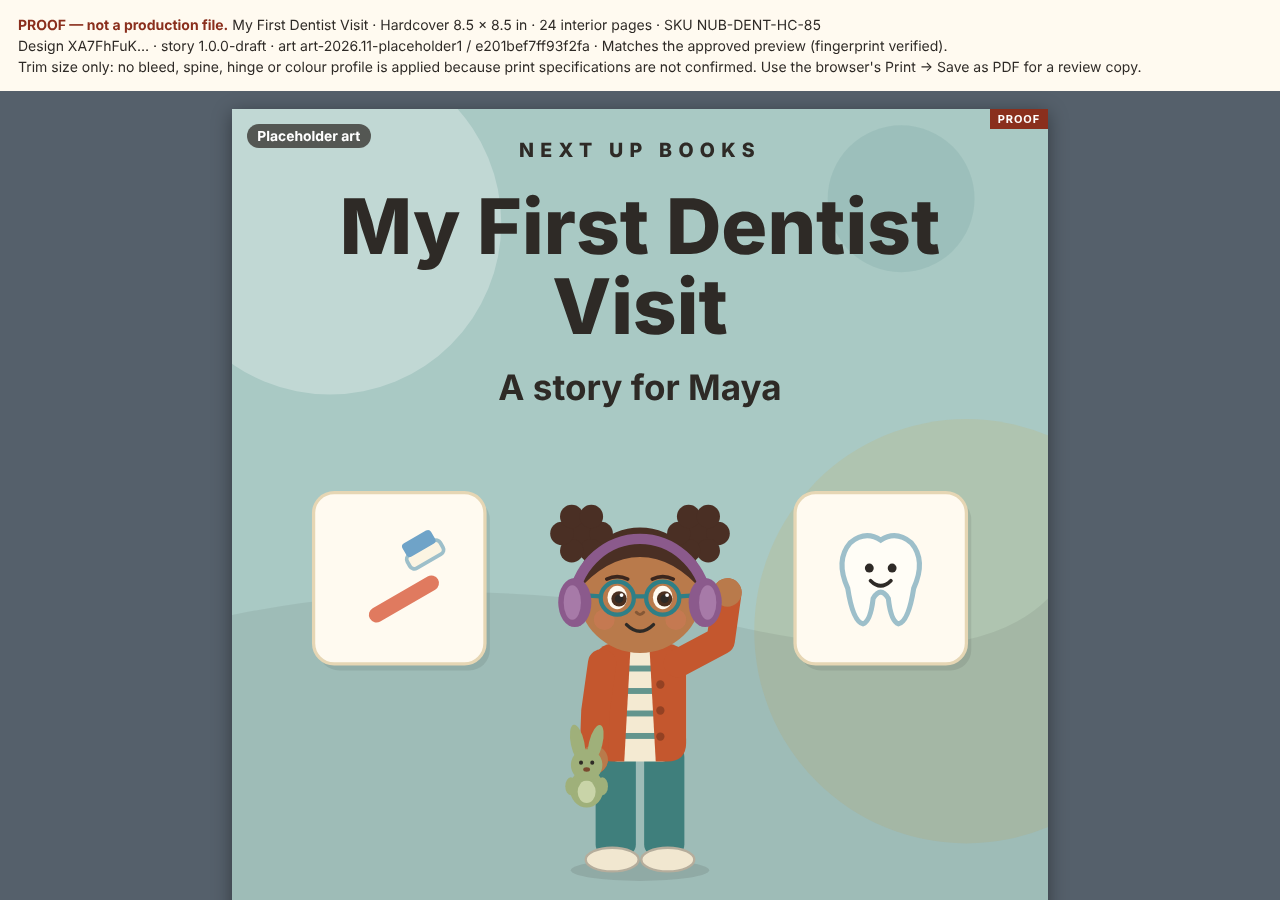 PROOF — not a production file. My First Dentist Visit · Hardcover 8.5 × 8.5 in · 24 interior pages · SKU NUB-DENT-HC-85
Design XA7FhFuK… · story 1.0.0-draft · art art-2026.11-placeholder1 / e201bef7ff93f2fa · Matches the approved preview (fingerprint verified).
Trim size only: no bleed, spine, hinge or colour profile is applied because print specifications are not confirmed. Use the browser's Print → Save as PDF for a review copy.
PROOF
Placeholder art
NEXT UP BOOKS
My First Dentist
Visit
A story for Maya